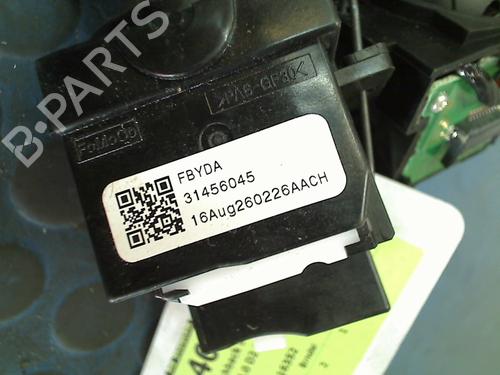 B-PARTS
>PA6-GF30<
FoMoCo
FBYDA
31456045
16Aug260226AACH